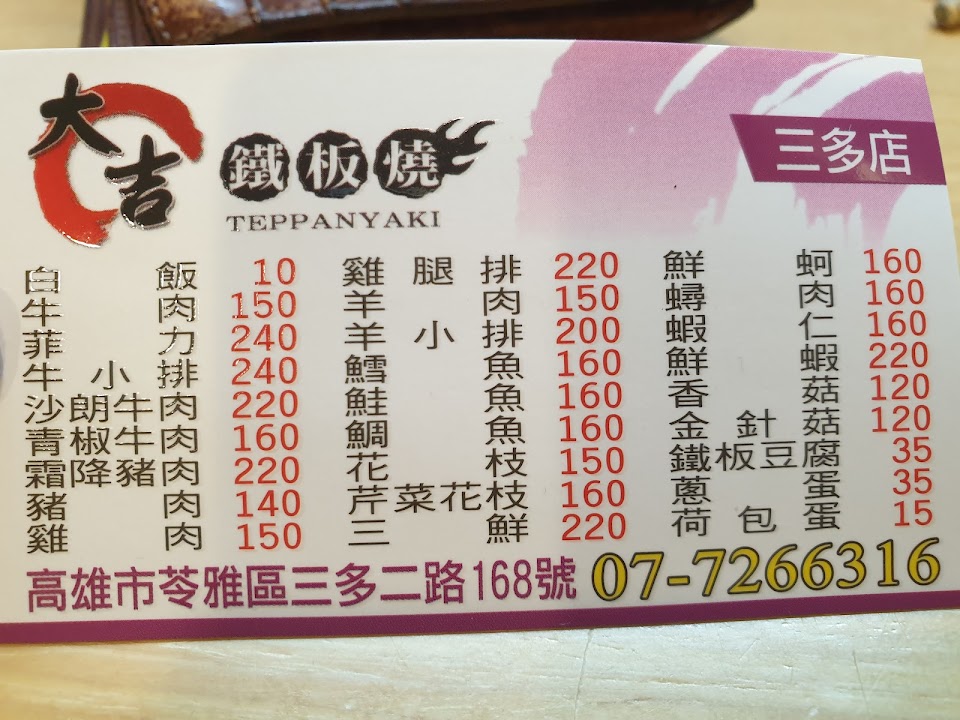 大吉
鐵板燒
TEPPANYAKI
三多店
白飯 10
牛肉 150
菲力 240
牛小排 240
沙朗牛肉 220
青椒牛肉 160
霜降豬肉 220
豬肉 140
雞肉 150
雞腿排 220
羊肉 150
羊小排 200
鱈魚 160
鮭魚 160
鯛魚 160
花枝 150
芹菜花枝 160
三鮮 220
鮮蚵 160
蟳肉 160
蝦仁 160
鮮蝦 220
香菇 120
金針菇 120
鐵板豆腐 35
蔥蛋 35
荷包蛋 15
高雄市苓雅區三多二路168號 07-7266316